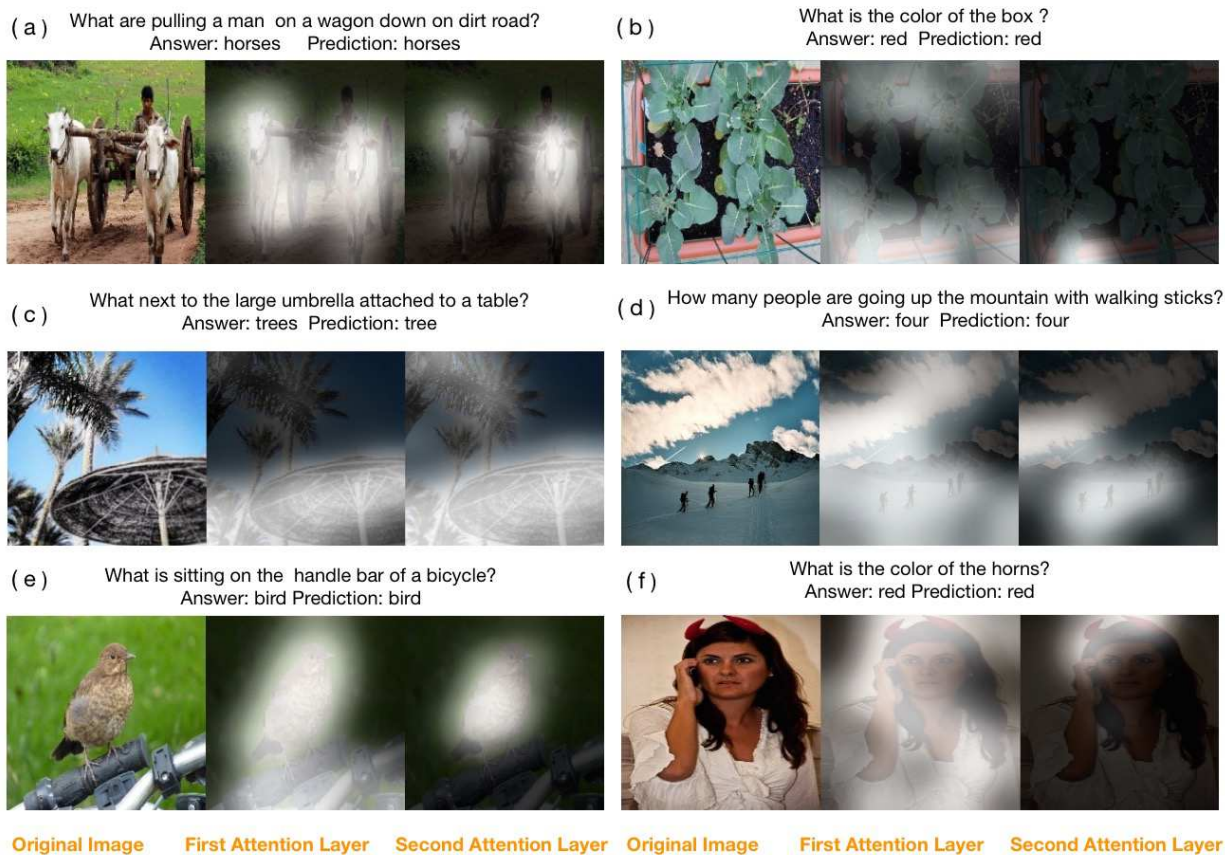 (a) What are pulling a man on a wagon down on dirt road?
Answer: horses Prediction: horses
(b) What is the color of the box ?
Answer: red Prediction: red
(c) What next to the large umbrella attached to a table?
Answer: trees Prediction: tree
(d) How many people are going up the mountain with walking sticks?
Answer: four Prediction: four
(e) What is sitting on the handle bar of a bicycle?
Answer: bird Prediction: bird
(f) What is the color of the horns?
Answer: red Prediction: red
Original Image First Attention Layer Second Attention Layer Original Image First Attention Layer Second Attention Layer